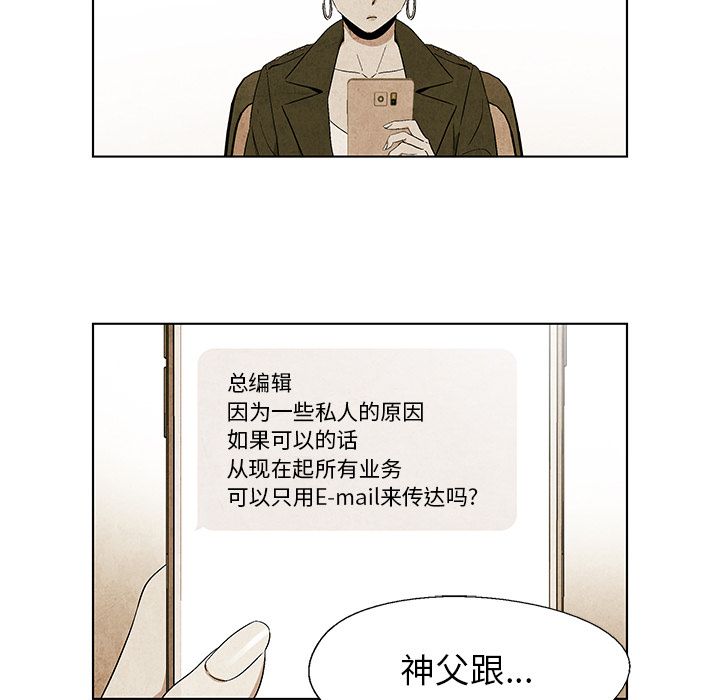 总编辑
因为一些私人的原因
如果可以的话
从现在起所有业务
可以只用E-mail来传达吗?
神父跟...